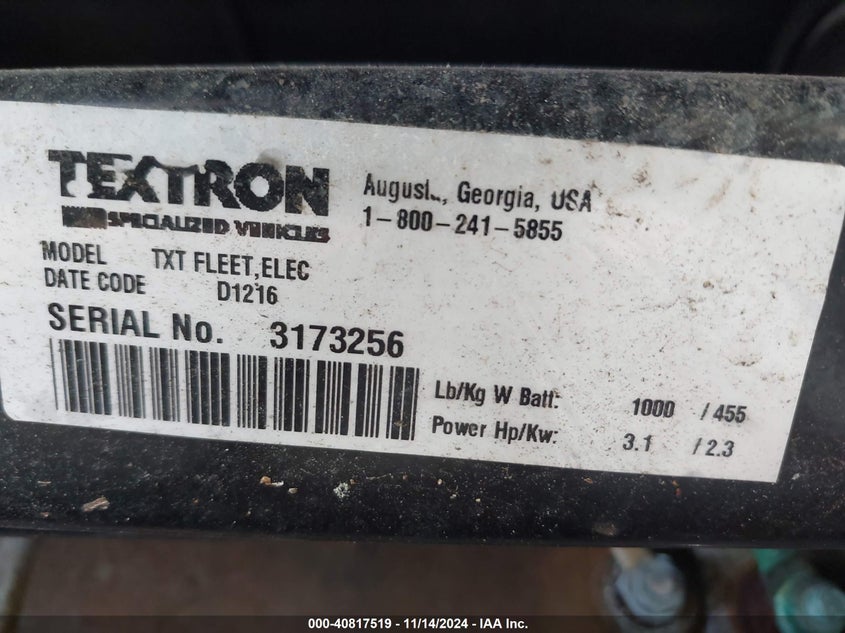 TEXTRON
SPECIALIZED VEHICLES
August, Georgia, USA
1-800-241-5855
MODEL TXT FLEET,ELEC
DATE CODE D1216
SERIAL No. 3173256
Lb/Kg W Batt: 1000 / 455
Power Hp/Kw: 3.1 / 2.3
000-40817519 - 11/14/2024 - IAA Inc.